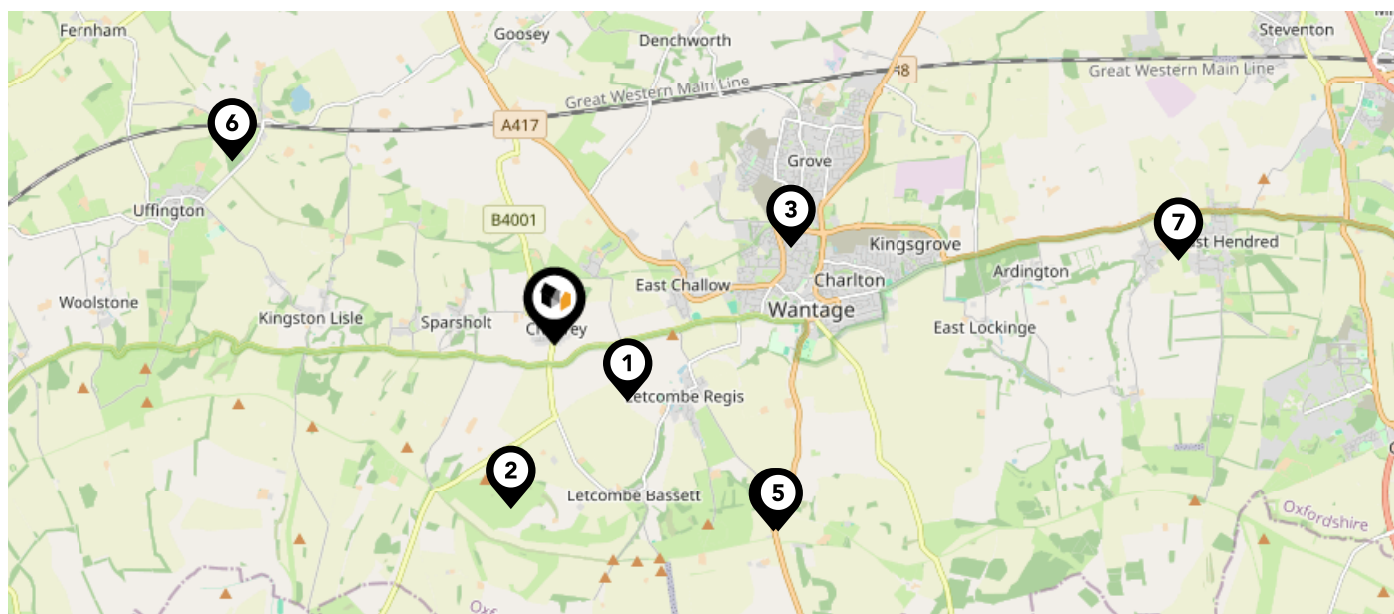 Fernham
Goosey
Denchworth
Steventon
Great Western Main Line
Great Western Main Line
A417
6
Grove
Uffington
B4001
3
7
Kingsgrove
Hendred
Ardington
East Challow
Charlton
Woolstone
Kingston Lisle
Sparsholt
Wantage
East Lockinge
1
Letcombe Regis
2
Letcombe Bassett
5
Oxfordshire